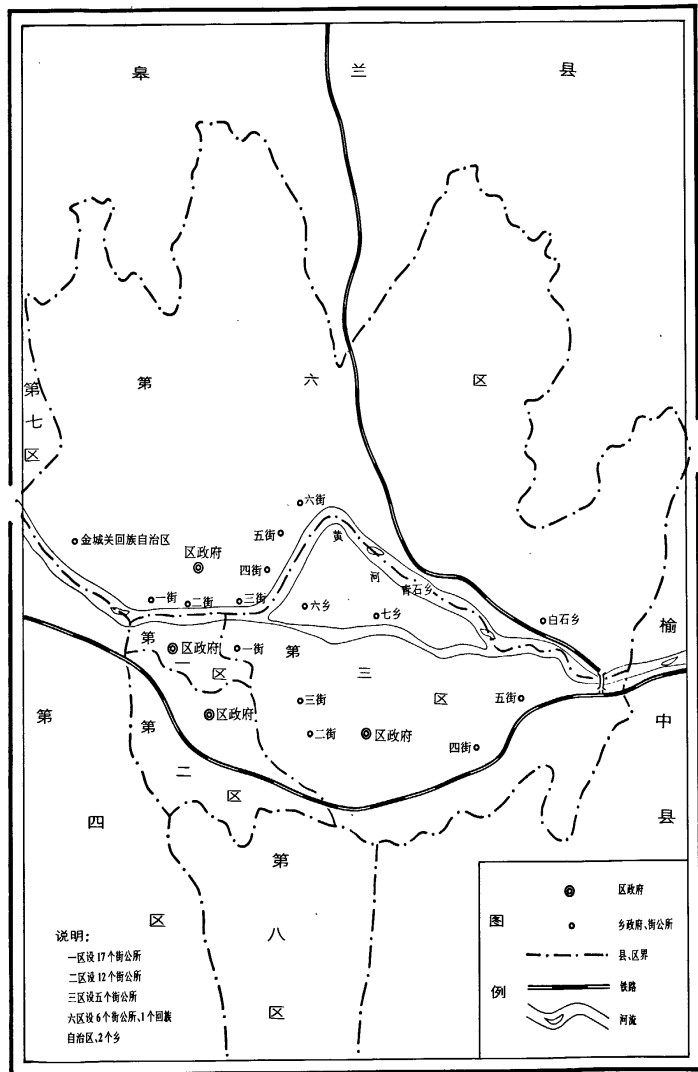 皋 兰 县
第七区
第 六 区
六街
五街
金城关回族自治区
区政府
四街
黄河
青石乡
一街
二街
三街
六乡
七乡
白石乡
榆中县
第一区
区政府
一街
第三区
区政府
三街
五街
二街
区政府
四街
第二区
第四区
第八区
说明：
一区设17个街公所
二区设12个街公所
三区设五个街公所
六区设6个街公所、1个回族
自治区、2个乡
图例
区政府
乡政府、街公所
县、区界
铁路
河流